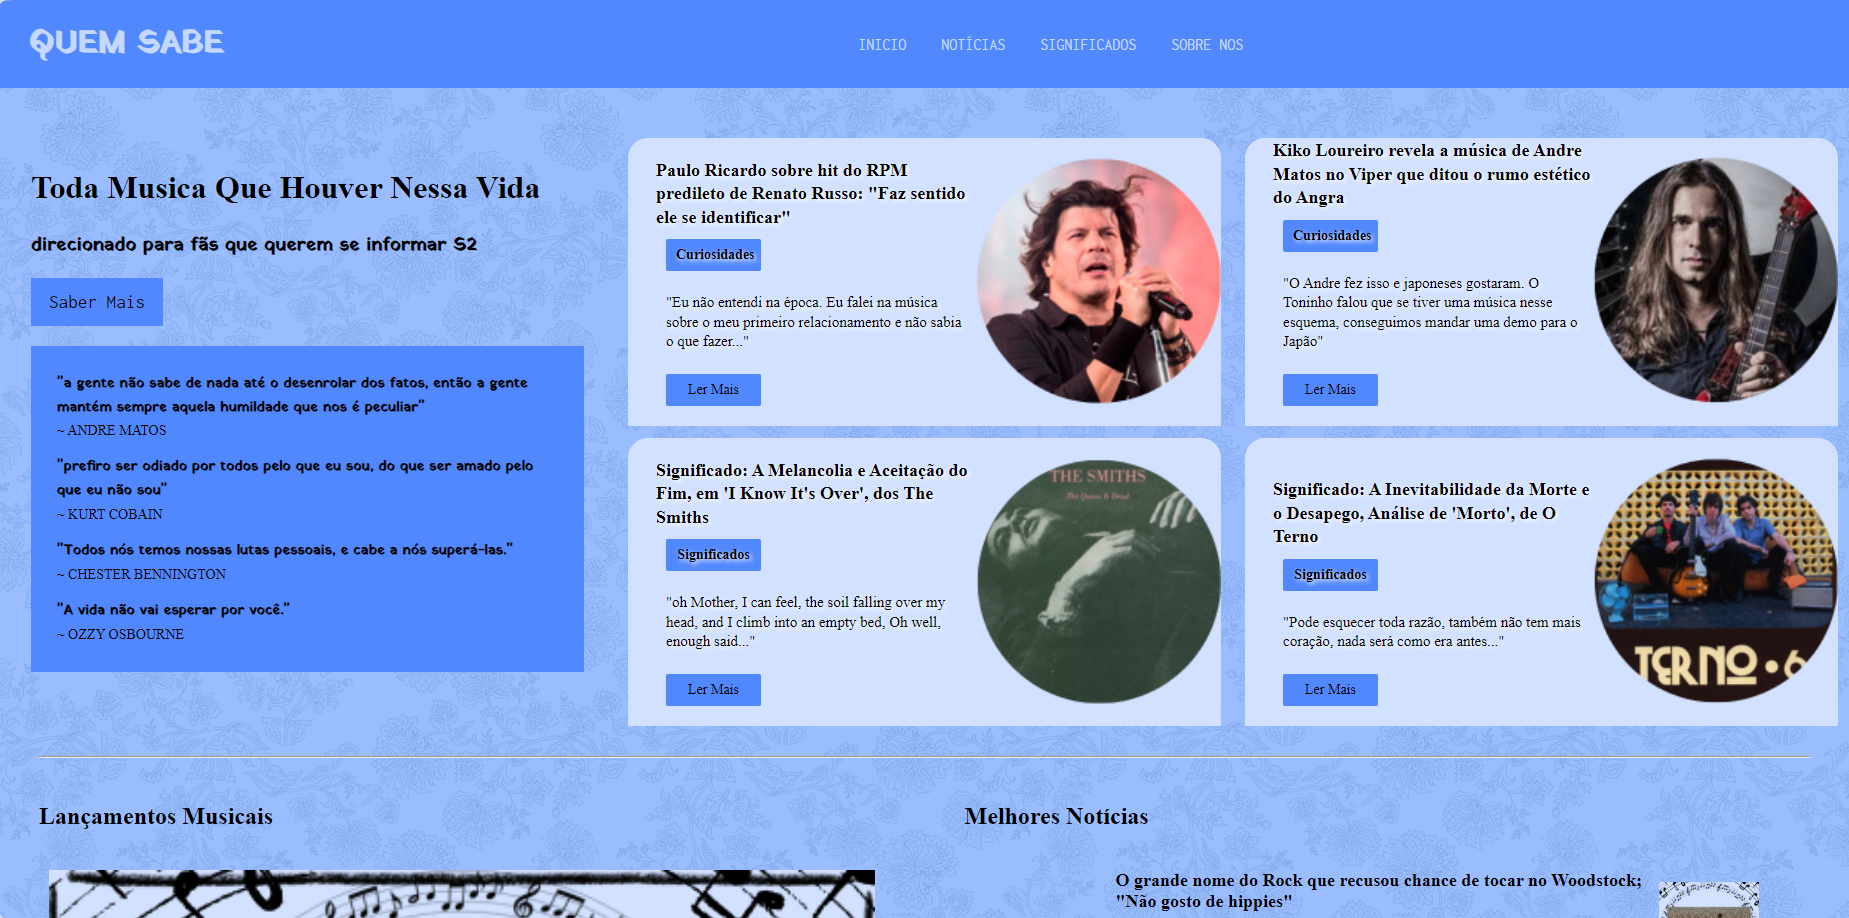 QUEM SABE
INICIO
NOTÍCIAS
SIGNIFICADOS
SOBRE NOS
Toda Musica Que Houver Nessa Vida
direcionado para fãs que querem se informar S2
Saber Mais
"a gente não sabe de nada até o desenrolar dos fatos, então a gente
mantém sempre aquela humildade que nos é peculiar"
~ ANDRE MATOS
"prefiro ser odiado por todos pelo que eu sou, do que ser amado pelo
que eu não sou"
~ KURT COBAIN
"Todos nós temos nossas lutas pessoais, e cabe a nós superá-las."
~ CHESTER BENNINGTON
"A vida não vai esperar por você."
~ OZZY OSBOURNE
Paulo Ricardo sobre hit do RPM
predileto de Renato Russo: "Faz sentido
ele se identificar"
Curiosidades
"Eu não entendi na época. Eu falei na música
sobre o meu primeiro relacionamento e não sabia
o que fazer..."
Ler Mais
Kiko Loureiro revela a música de Andre
Matos no Viper que ditou o rumo estético
do Angra
Curiosidades
"O Andre fez isso e japoneses gostaram. O
Toninho falou que se tiver uma música nesse
esquema, conseguimos mandar uma demo para o
Japão"
Ler Mais
Significado: A Melancolia e Aceitação do
Fim, em 'I Know It's Over', dos The
Smiths
Significados
"oh Mother, I can feel, the soil falling over my
head, and I climb into an empty bed, Oh well,
enough said..."
Ler Mais
THE SMITHS
The Queen Is Dead
Significado: A Inevitabilidade da Morte e
o Desapego, Análise de 'Morto', de O
Terno
Significados
"Pode esquecer toda razão, também não tem mais
coração, nada será como era antes..."
Ler Mais
TERNO • 6
Lançamentos Musicais
Melhores Notícias
O grande nome do Rock que recusou chance de tocar no Woodstock;
"Não gosto de hippies"